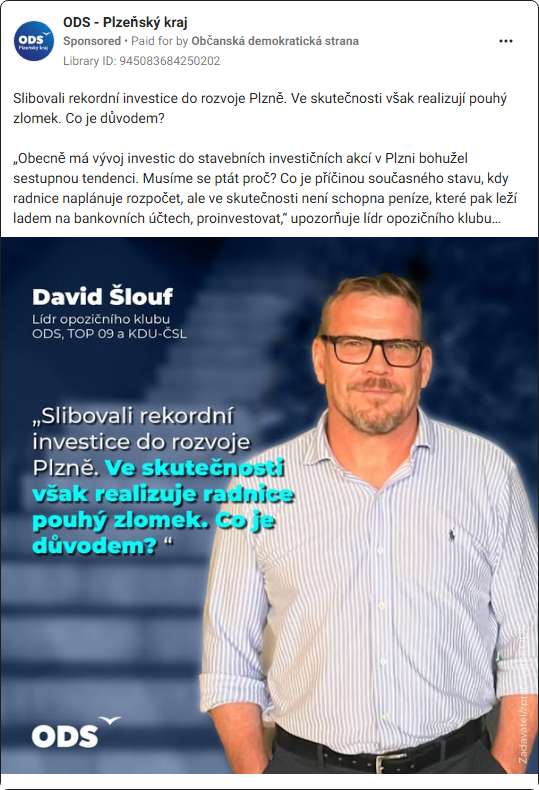 ODS - Plzeňský kraj
Sponsored • Paid for by Občanská demokratická strana
Library ID: 945083684250202
ODS
Plzeňský kraj
Slibovali rekordní investice do rozvoje Plzně. Ve skutečnosti však realizují pouhý
zlomek. Co je důvodem?
„Obecně má vývoj investic do stavebních investičních akcí v Plzni bohužel
sestupnou tendenci. Musíme se ptát proč? Co je příčinou současného stavu, kdy
radnice naplánuje rozpočet, ale ve skutečnosti není schopna peníze, které pak leží
ladem na bankovních účtech, proinvestovat,“ upozorňuje lídr opozičního klubu...
David Šlouf
Lídr opozičního klubu
ODS, TOP 09 a KDU-ČSL
„Slibovali rekordní
investice do rozvoje
Plzně. Ve skutečnosti
však realizuje radnice
pouhý zlomek. Co je
důvodem? “
ODS